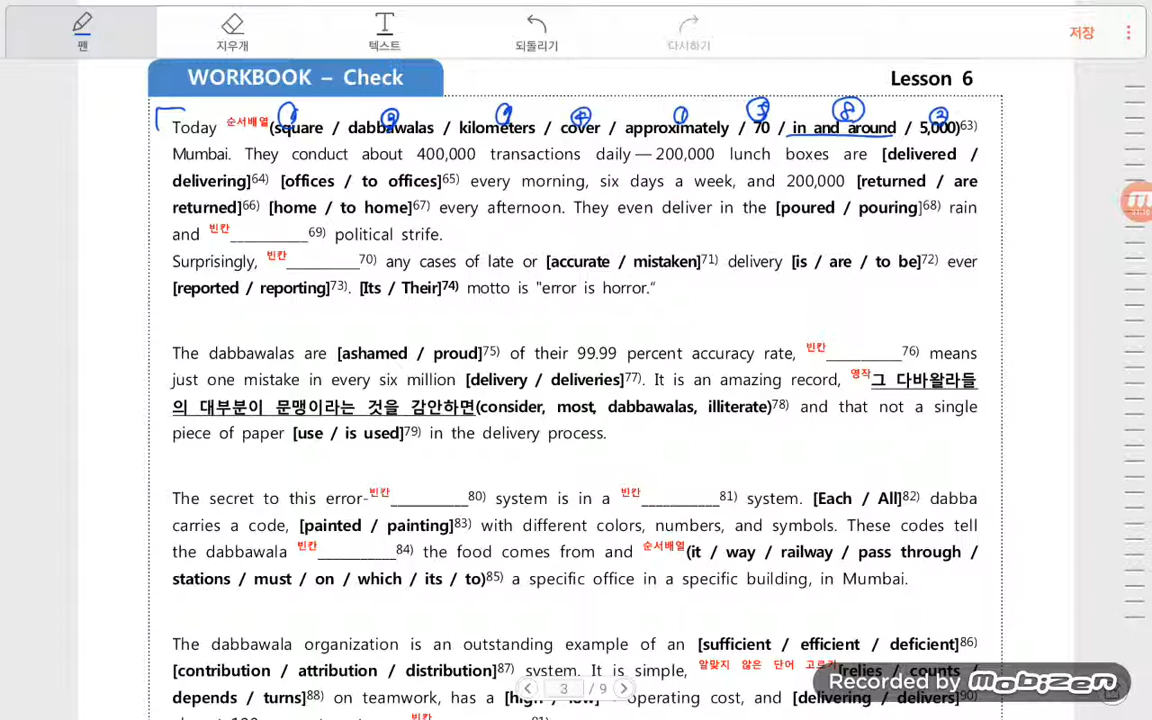 펜 지우개 텍스트 되돌리기 다시하기 저장
WORKBOOK – Check Lesson 6
Today 순서배열(square / dabbawalas / kilometers / cover / approximately / 70 / in and around / 5,000)63)
Mumbai. They conduct about 400,000 transactions daily — 200,000 lunch boxes are [delivered /
delivering]64) [offices / to offices]65) every morning, six days a week, and 200,000 [returned / are
returned]66) [home / to home]67) every afternoon. They even deliver in the [poured / pouring]68) rain
and 빈칸__________69) political strife.
Surprisingly, 빈칸__________70) any cases of late or [accurate / mistaken]71) delivery [is / are / to be]72) ever
[reported / reporting]73). [Its / Their]74) motto is "error is horror."
The dabbawalas are [ashamed / proud]75) of their 99.99 percent accuracy rate, 빈칸__________76) means
just one mistake in every six million [delivery / deliveries]77). It is an amazing record, 영작그 다바왈라들
의 대부분이 문맹이라는 것을 감안하면(consider, most, dabbawalas, illiterate)78) and that not a single
piece of paper [use / is used]79) in the delivery process.
The secret to this error-빈칸__________80) system is in a 빈칸__________81) system. [Each / All]82) dabba
carries a code, [painted / painting]83) with different colors, numbers, and symbols. These codes tell
the dabbawala 빈칸__________84) the food comes from and 순서배열(it / way / railway / pass through /
stations / must / on / which / its / to)85) a specific office in a specific building, in Mumbai.
The dabbawala organization is an outstanding example of an [sufficient / efficient / deficient]86)
[contribution / attribution / distribution]87) system. It is simple, 알맞지 않은 단어 고르기[relies / counts /
depends / turns]88) on teamwork, has a operating cost, and [delivering / delivers]90)
3 / 9
Recorded by mobizen